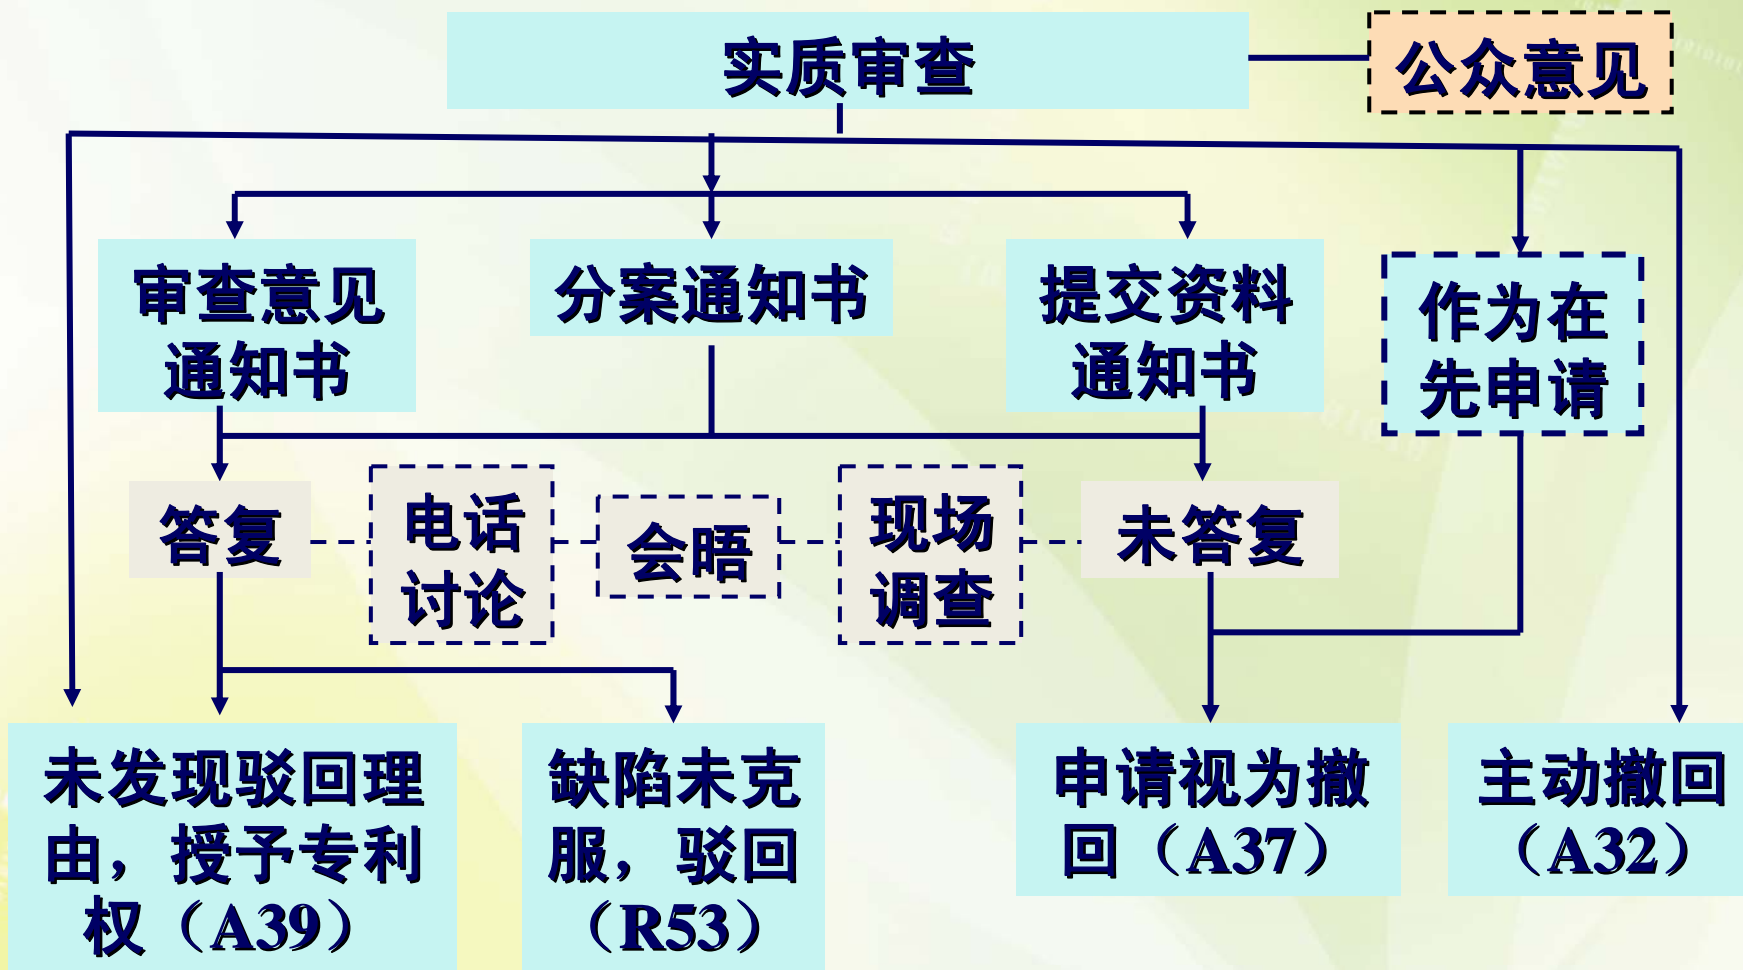 实质审查
公众意见
审查意见
通知书
分案通知书
提交资料
通知书
作为在
先申请
答复
电话
讨论
会晤
现场
调查
未答复
未发现驳回理
由，授予专利
权（A39）
缺陷未克
服，驳回
（R53）
申请视为撤
回（A37）
主动撤回
（A32）